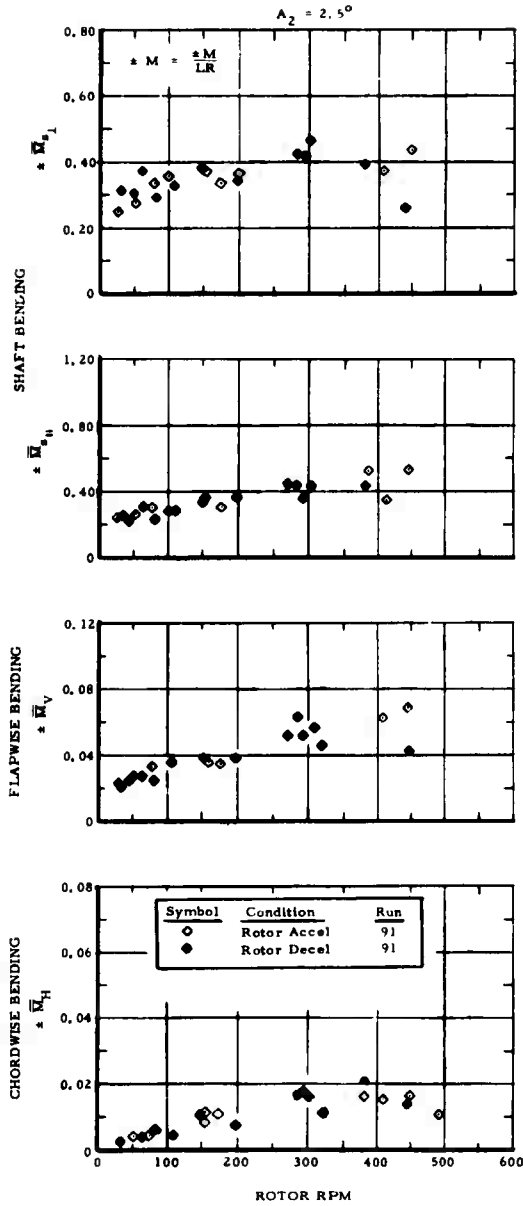 A2 = 2.5°
± M̅ = ± M / LR
0.80
0.60
0.40
0.20
0
± M̅s⊥
SHAFT BENDING
1.20
0.80
0.40
0
± M̅sH
0.12
0.08
0.04
0
FLAPWISE BENDING
± M̅V
0.08
0.06
0.04
0.02
0
CHORDWISE BENDING
± M̅H
Symbol Condition Run
Rotor Accel 91
Rotor Decel 91
0 100 200 300 400 500 600
ROTOR RPM